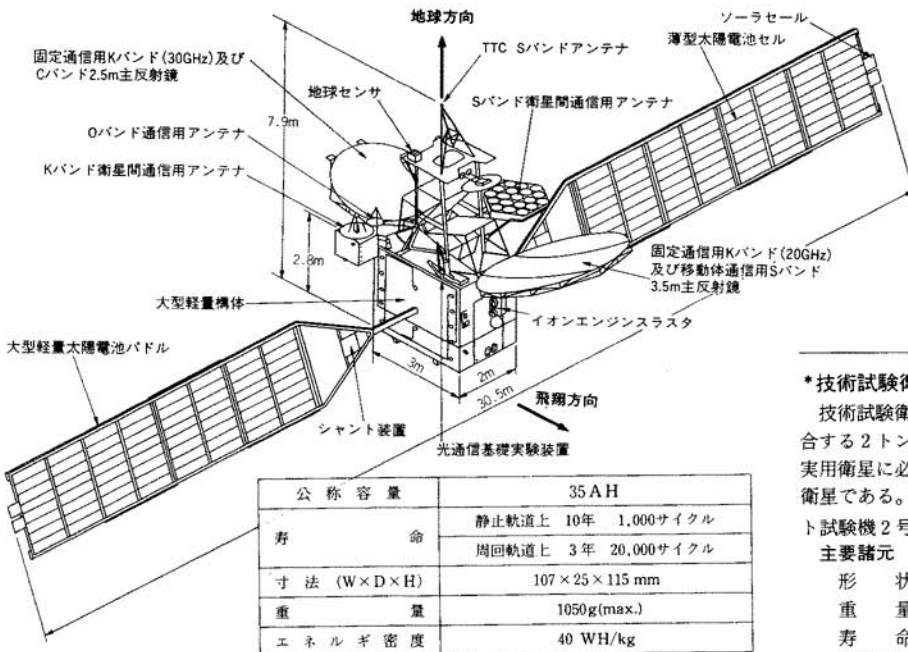 地球方向
ソーラセール
薄型太陽電池セル
TTC Sバンドアンテナ
固定通信用Kバンド(30GHz)及び
Cバンド2.5m主反射鏡
地球センサ
Sバンド衛星間通信用アンテナ
7.9m
Oバンド通信用アンテナ
Kバンド衛星間通信用アンテナ
固定通信用Kバンド(20GHz)
及び移動体通信用Sバンド
3.5m主反射鏡
2.8m
大型軽量構体
イオンエンジンスラスタ
大型軽量太陽電池パドル
3m
2m
30.5m
飛翔方向
シャント装置
光通信基礎実験装置
公称容量 35AH
寿命 静止軌道上 10年 1,000サイクル
周回軌道上 3年 20,000サイクル
寸法 (W×D×H) 107×25×115 mm
重量 1050g(max.)
エネルギ密度 40 WH/kg
*技術試験衛
技術試験衛
合する2トン
実用衛星に必
衛星である。
ト試験機2号
主要諸元
形状
重量
寿命